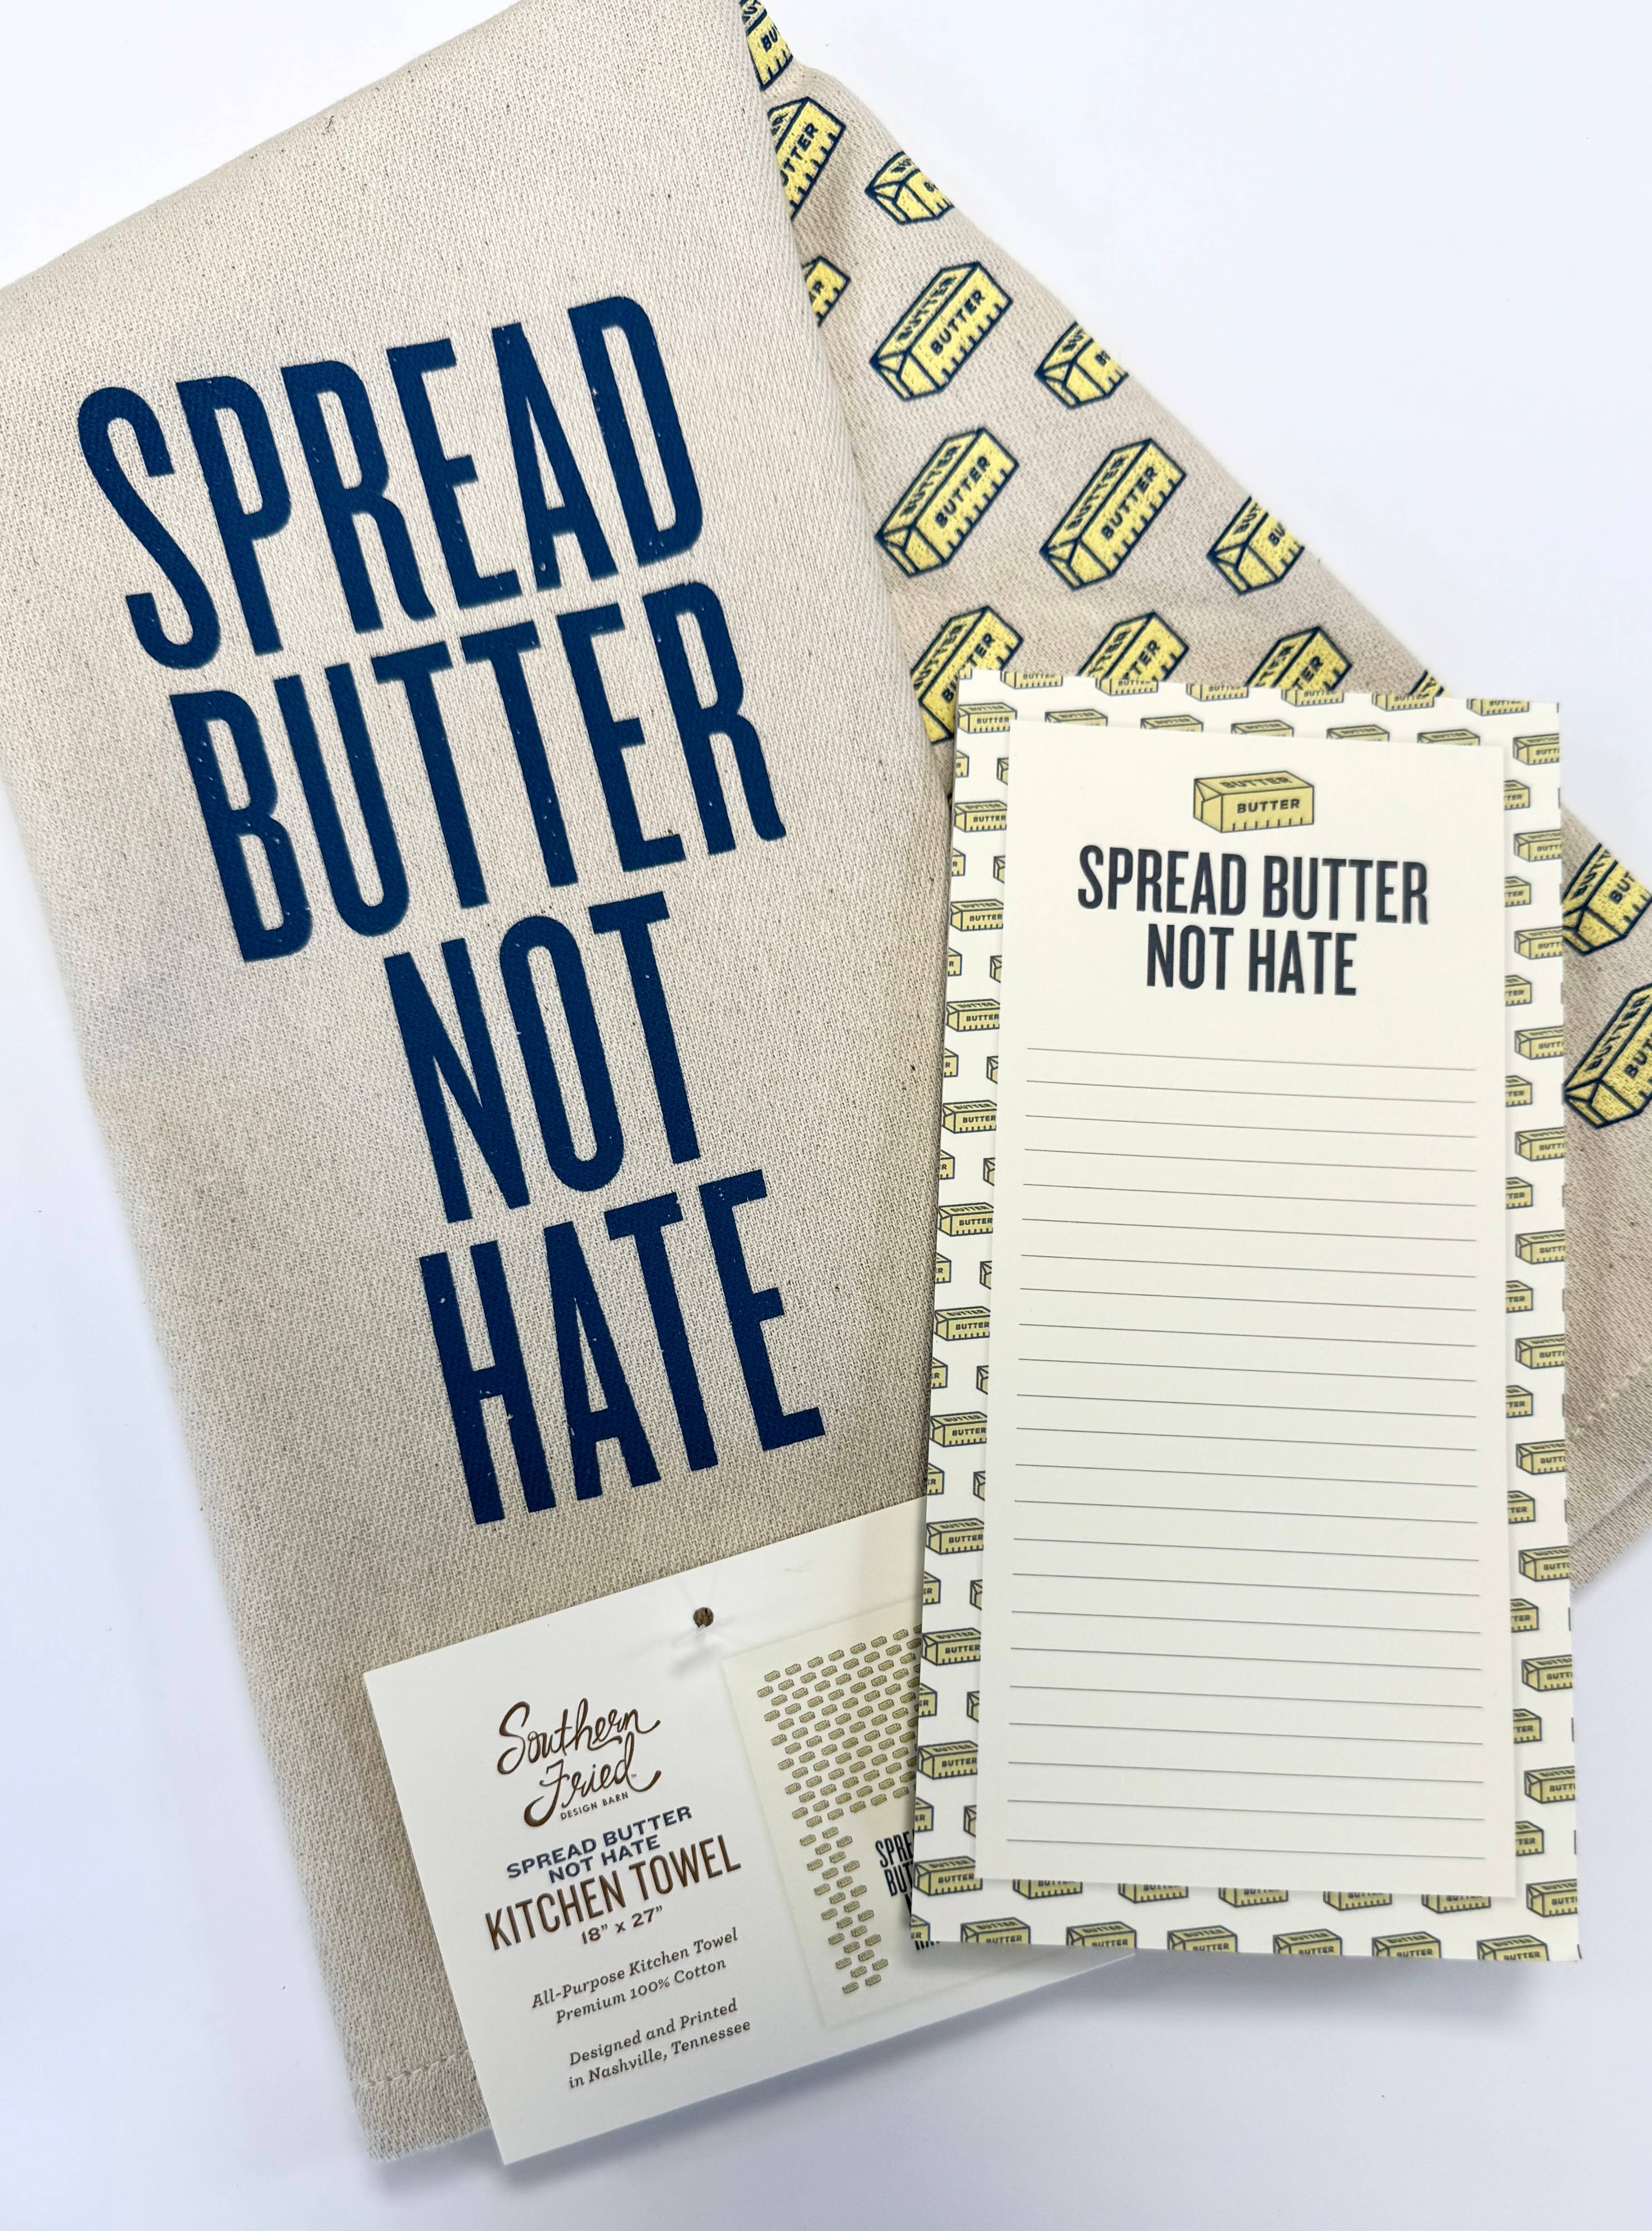 SPREAD
BUTTER
NOT
HATE
BUTTER
BUTTER
SPREAD BUTTER
NOT HATE
Southern
Fried
DESIGN BARN
SPREAD BUTTER
NOT HATE
KITCHEN TOWEL
18” x 27”
All-Purpose Kitchen Towel
Premium 100% Cotton
Designed and Printed
in Nashville, Tennessee